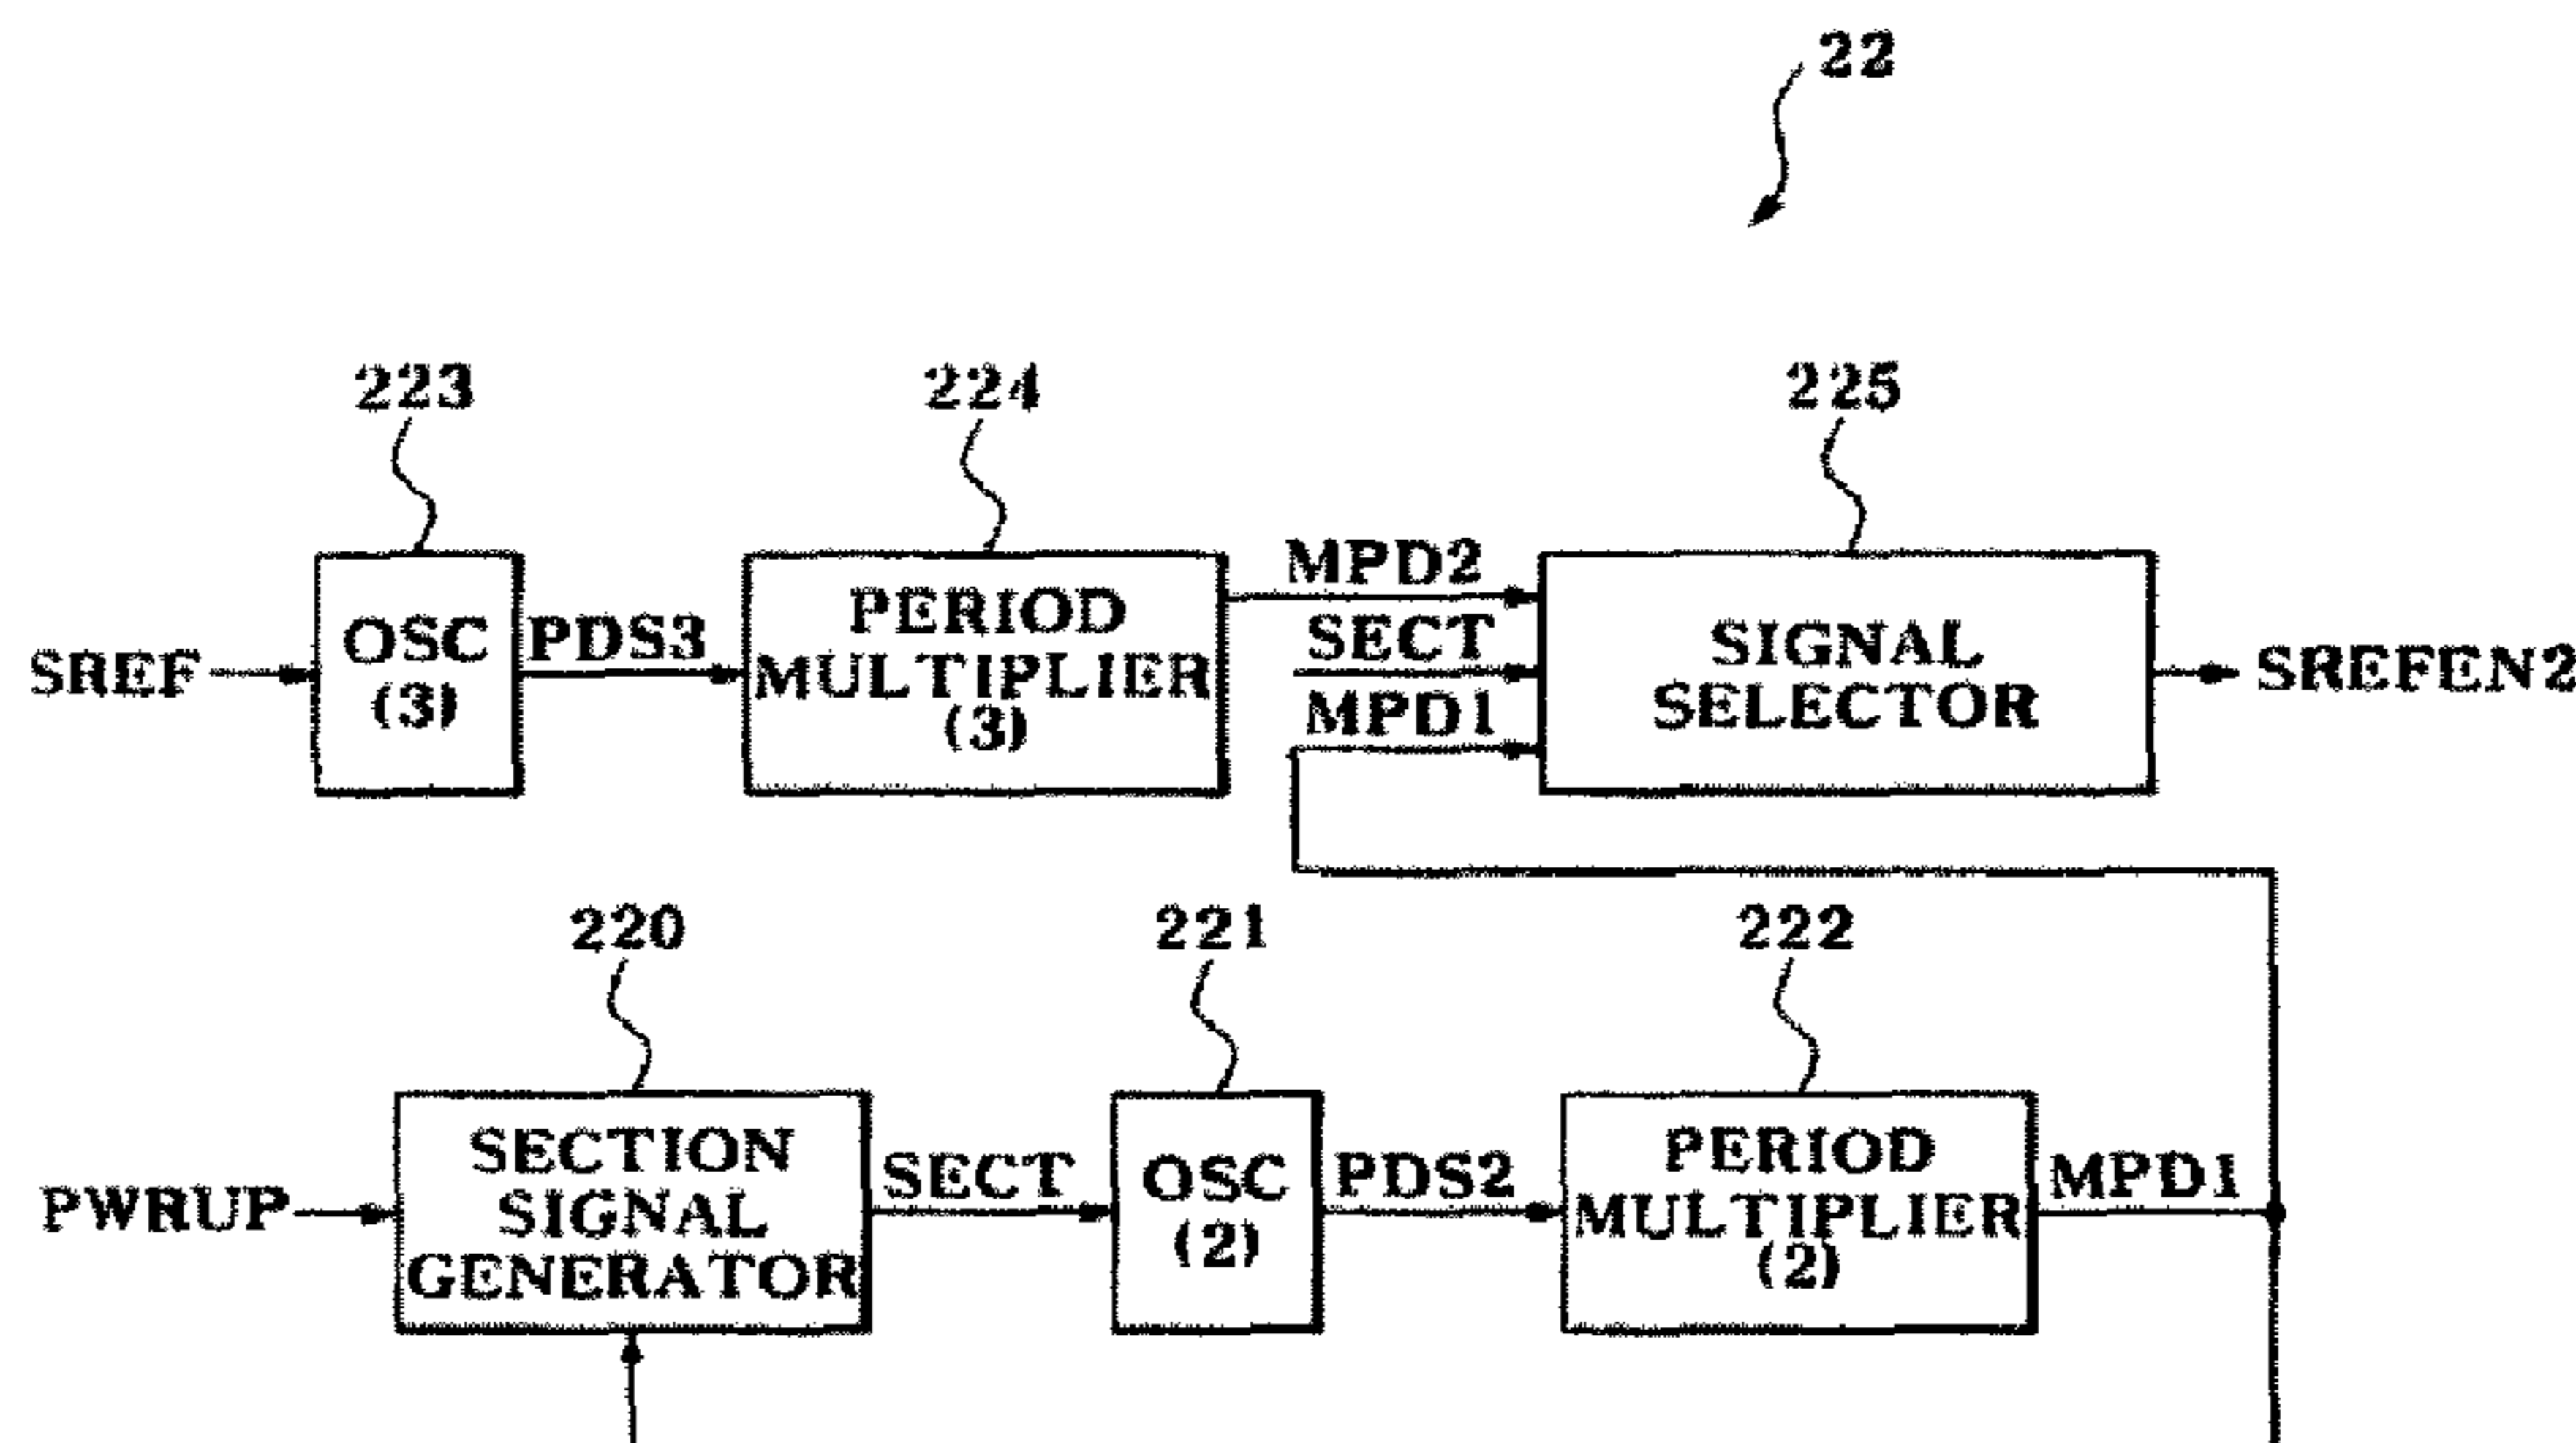 22
223
224
225
SREF
OSC
(3)
PDS3
PERIOD
MULTIPLIER
(3)
MPD2
SECT
MPD1
SIGNAL
SELECTOR
SREFEN2
220
221
222
PWRUP
SECTION
SIGNAL
GENERATOR
SECT
OSC
(2)
PDS2
PERIOD
MULTIPLIER
(2)
MPD1